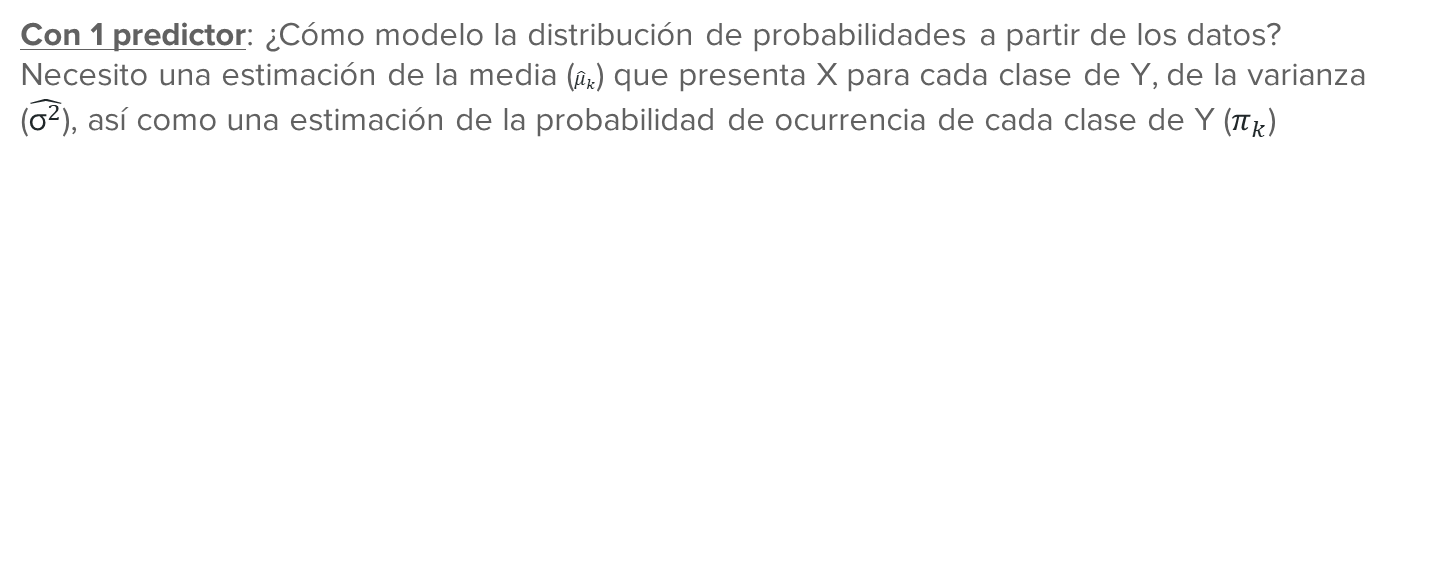 Con 1 predictor: ¿Cómo modelo la distribución de probabilidades a partir de los datos?
Necesito una estimación de la media (μ̂ₖ) que presenta X para cada clase de Y, de la varianza
(σ̂²), así como una estimación de la probabilidad de ocurrencia de cada clase de Y (πₖ)